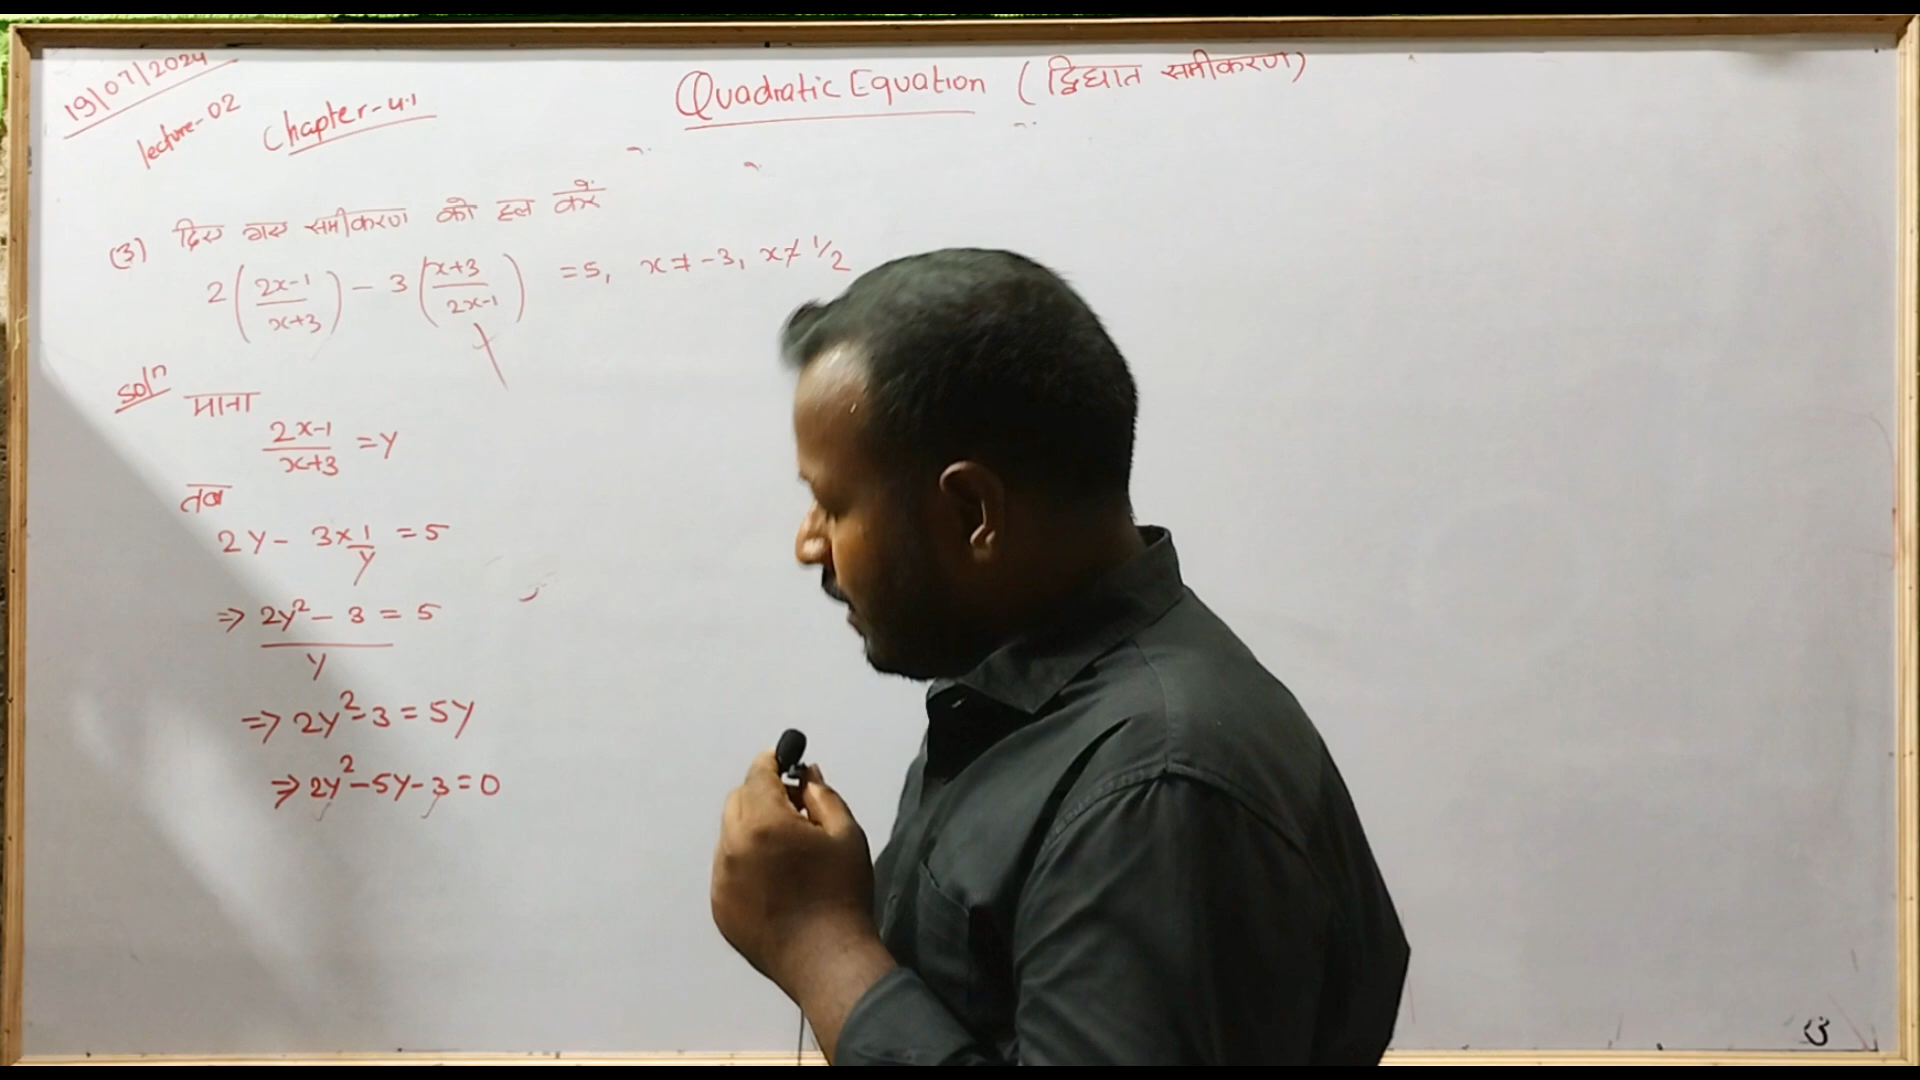 19/07/2024
lecture-02
Chapter-4.1
Quadratic Equation (द्विघात समीकरण)
(3) दिए गए समीकरण को हल करें
2((2x-1)/(x+3)) - 3((x+3)/(2x-1)) = 5, x ≠ -3, x ≠ 1/2
Solⁿ माना
(2x-1)/(x+3) = y
तब
2y - 3×1/y = 5
⇒ (2y² - 3)/y = 5
⇒ 2y² - 3 = 5y
⇒ 2y² - 5y - 3 = 0